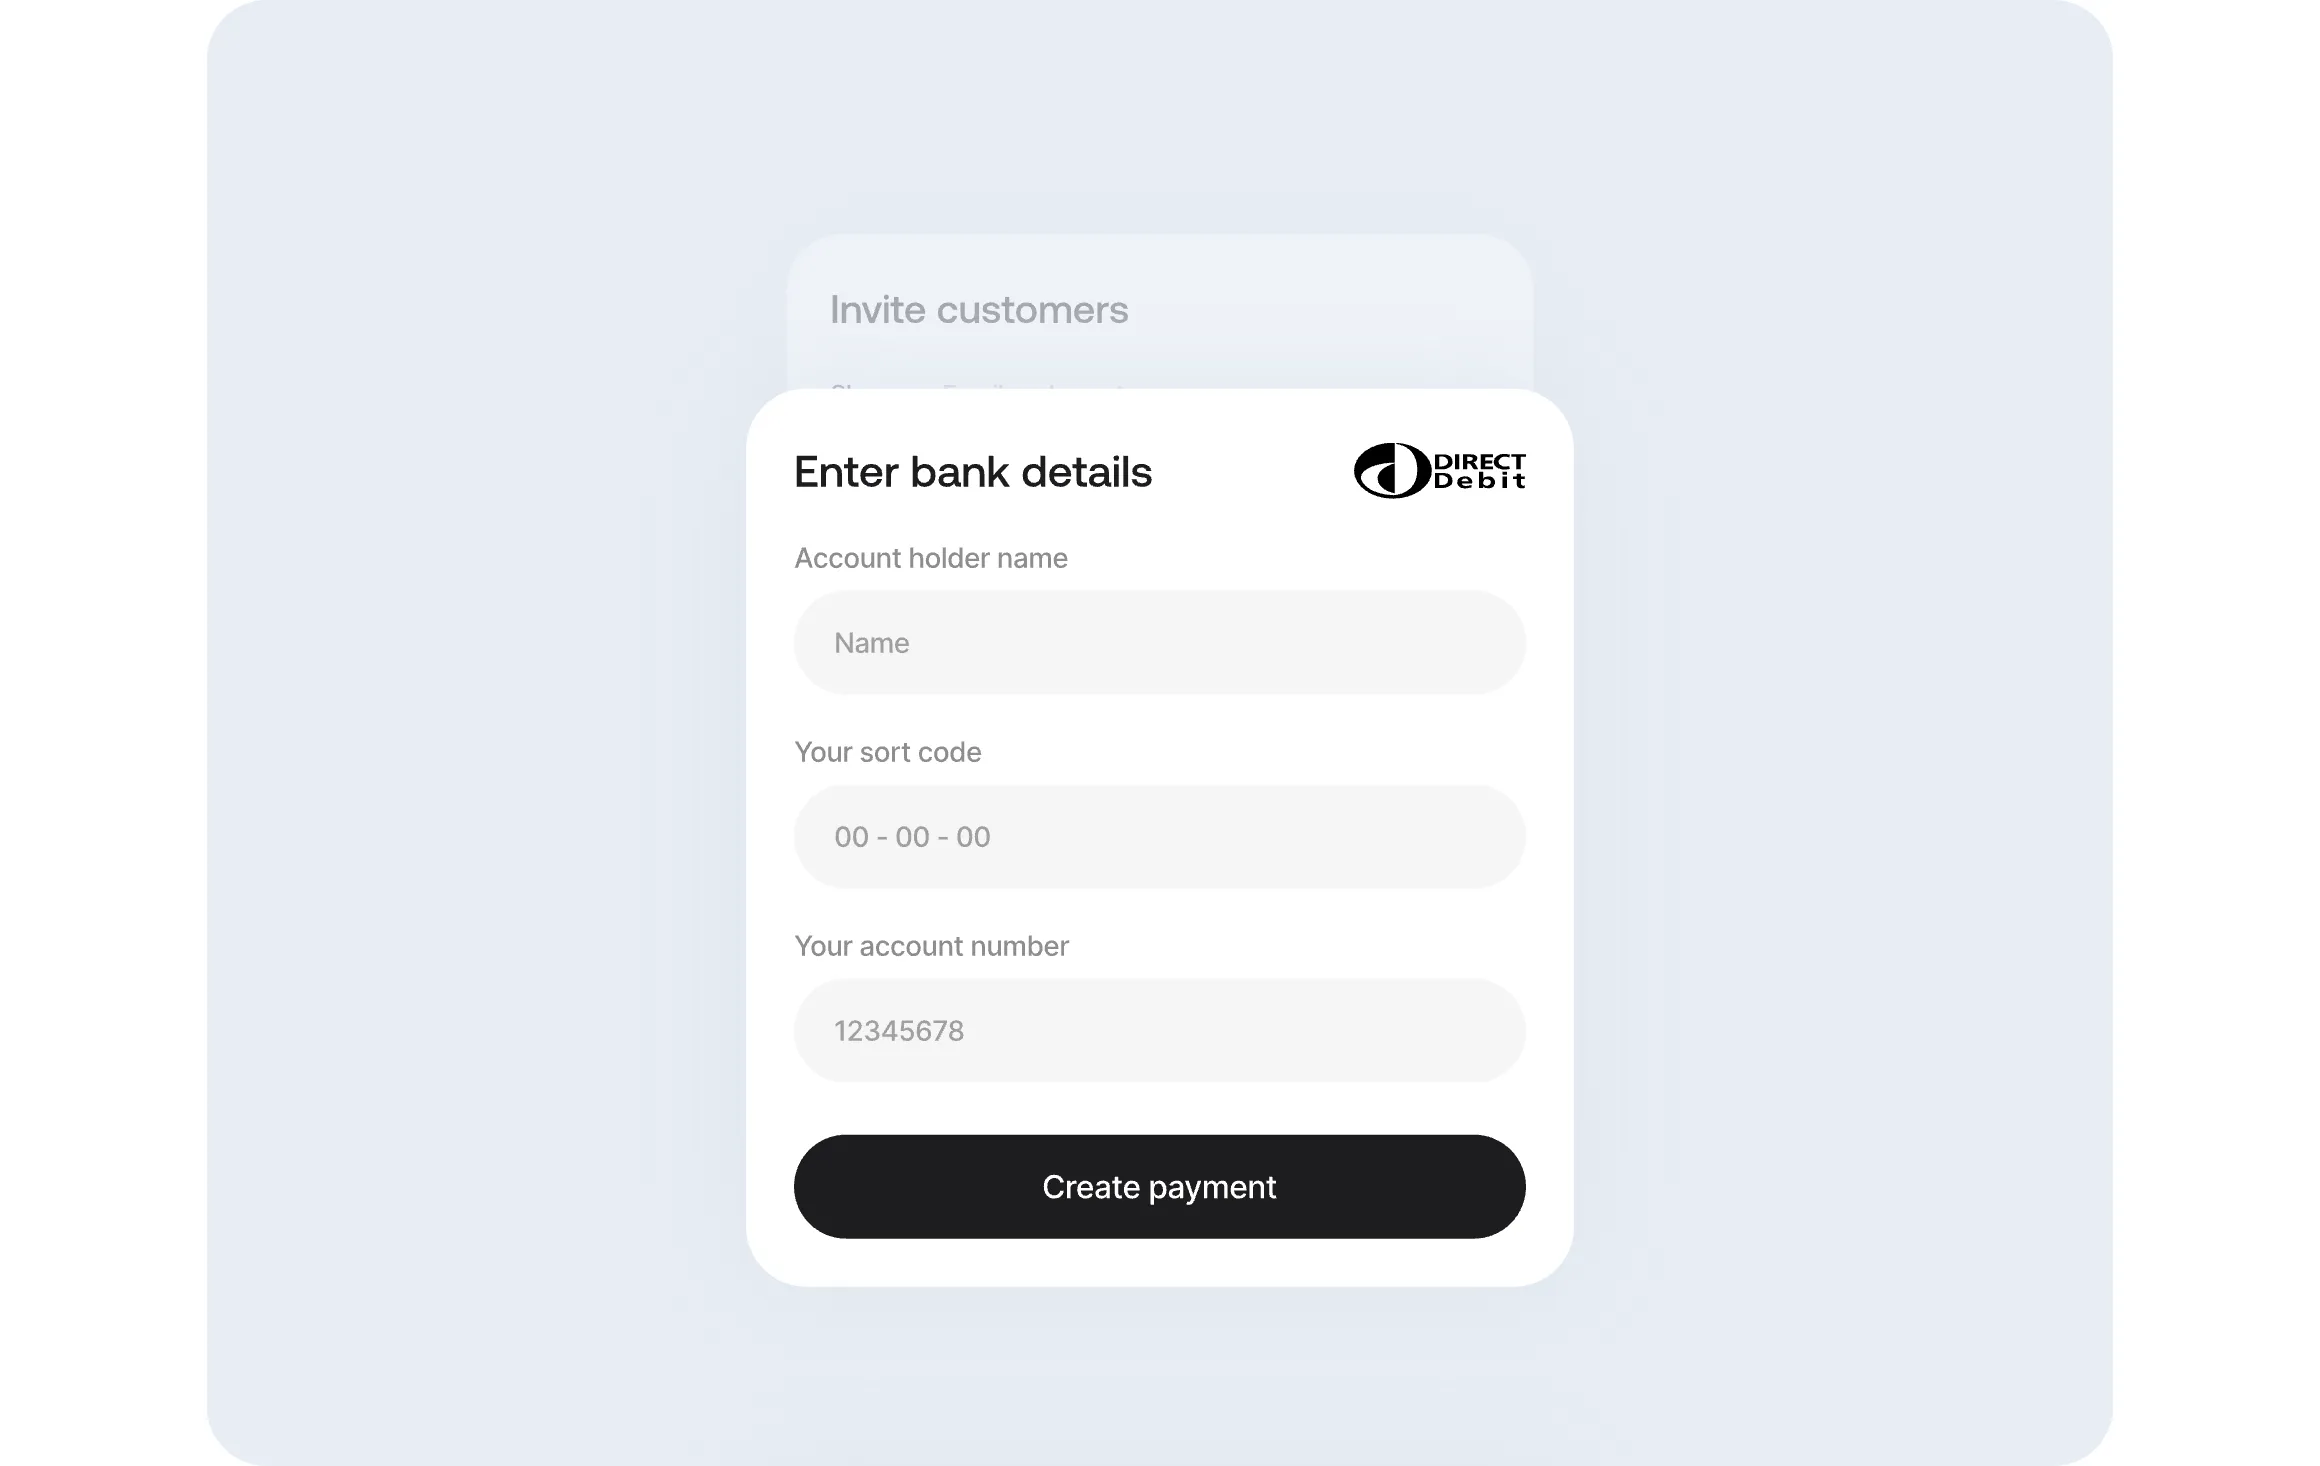 Invite customers
Enter bank details
DIRECT
Debit
Account holder name
Name
Your sort code
00 - 00 - 00
Your account number
12345678
Create payment